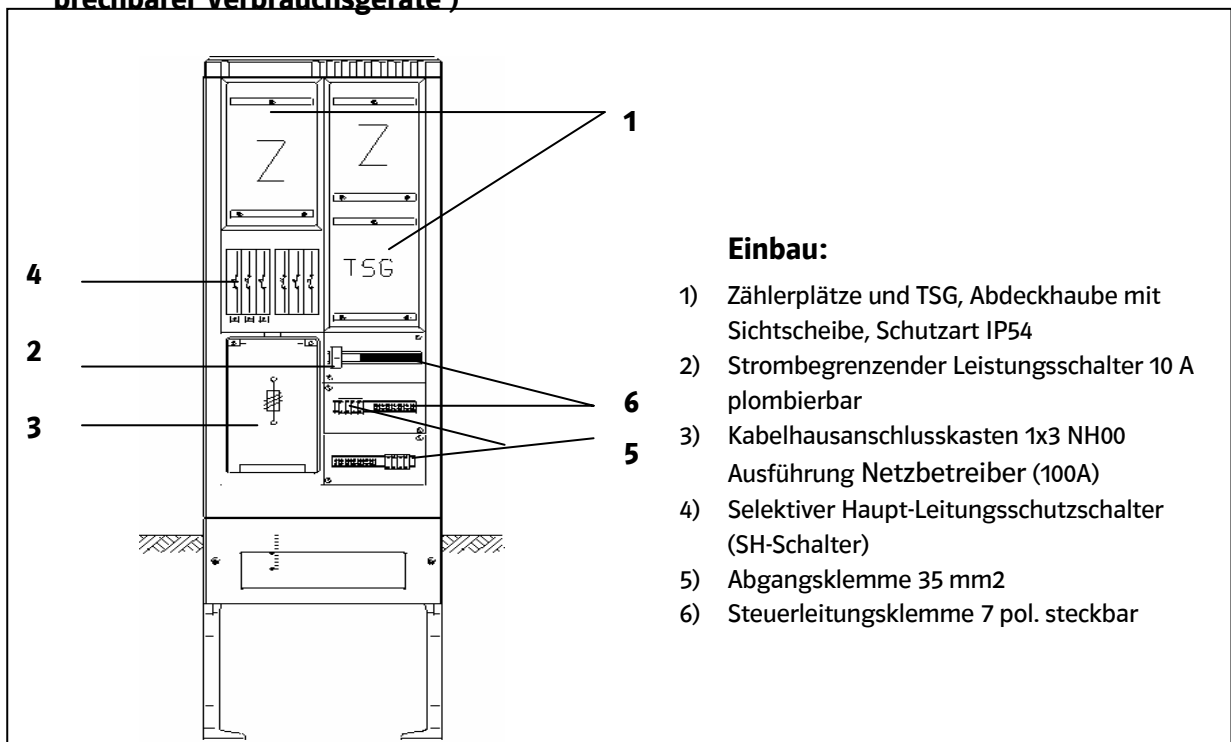 brechbarer Verbrauchsgeräte )
Z
Z
TSG
1
4
2
3
6
5
Einbau:
1) Zählerplätze und TSG, Abdeckhaube mit
Sichtscheibe, Schutzart IP54
2) Strombegrenzender Leistungsschalter 10 A
plombierbar
3) Kabelhausanschlusskasten 1x3 NH00
Ausführung Netzbetreiber (100A)
4) Selektiver Haupt-Leitungsschutzschalter
(SH-Schalter)
5) Abgangsklemme 35 mm2
6) Steuerleitungsklemme 7 pol. steckbar